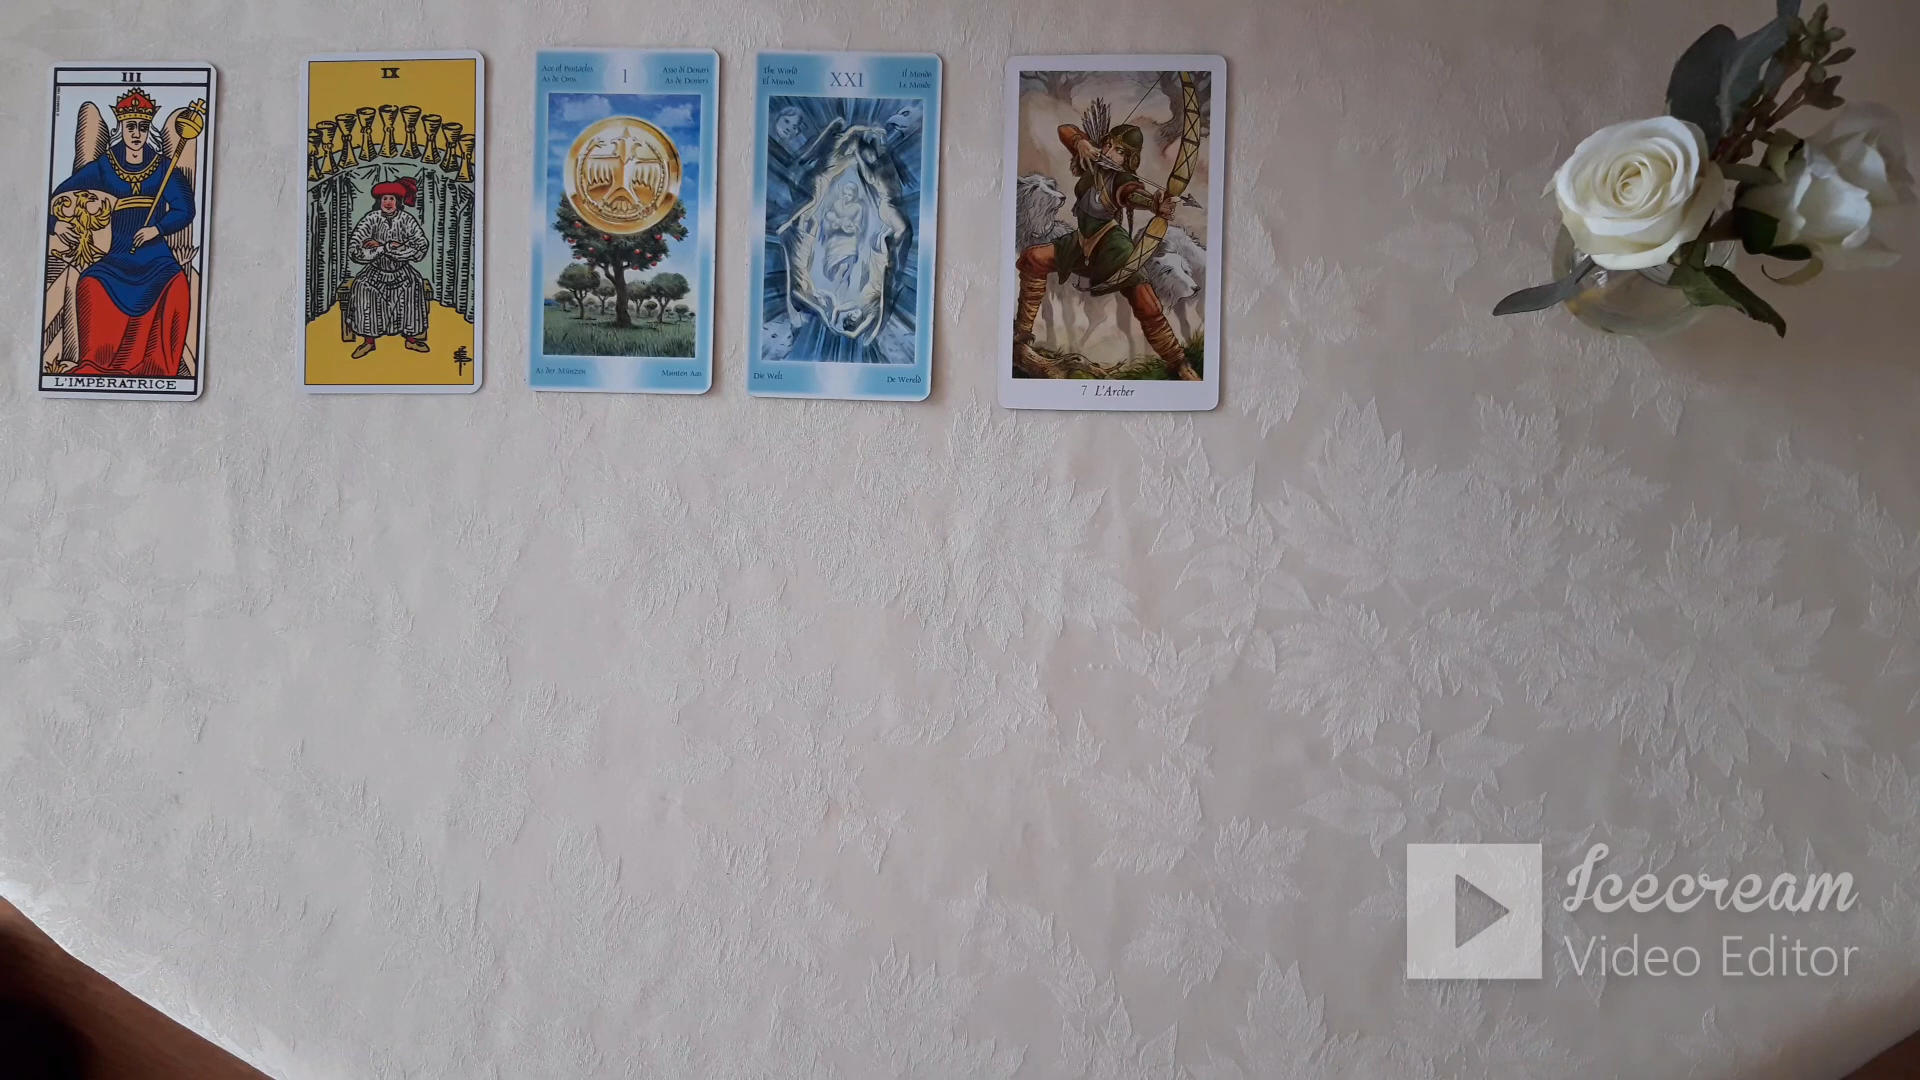 III
L'IMPÉRATRICE
IX
Ace of Pentacles
As de Oros
I
Asso di Denari
As de Deniers
As der Münzen
Munten Aas
The World
El Mundo
XXI
Il Mondo
Le Monde
Die Welt
De Wereld
7 L'Archer
Icecream
Video Editor